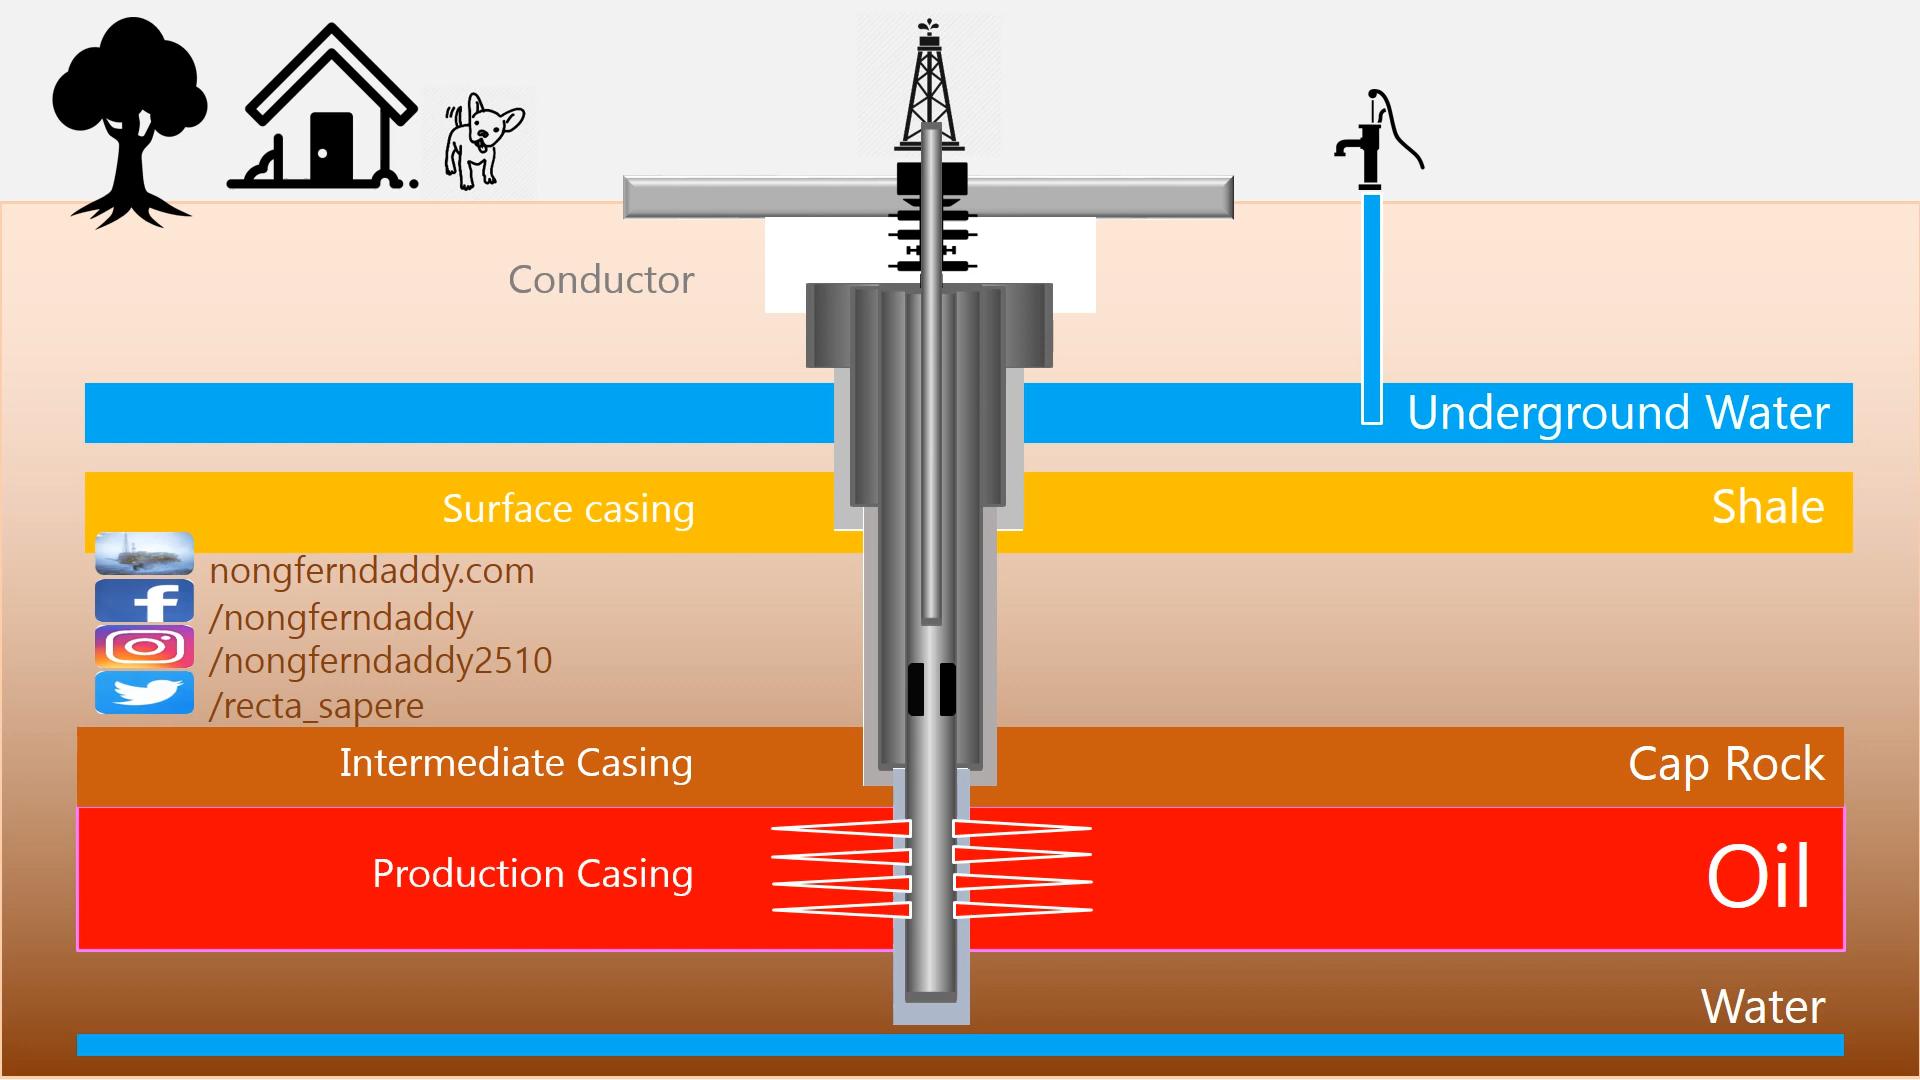 Conductor
Underground Water
Surface casing
Shale
nongferndaddy.com
/nongferndaddy
/nongferndaddy2510
/recta_sapere
Intermediate Casing
Cap Rock
Production Casing
Oil
Water